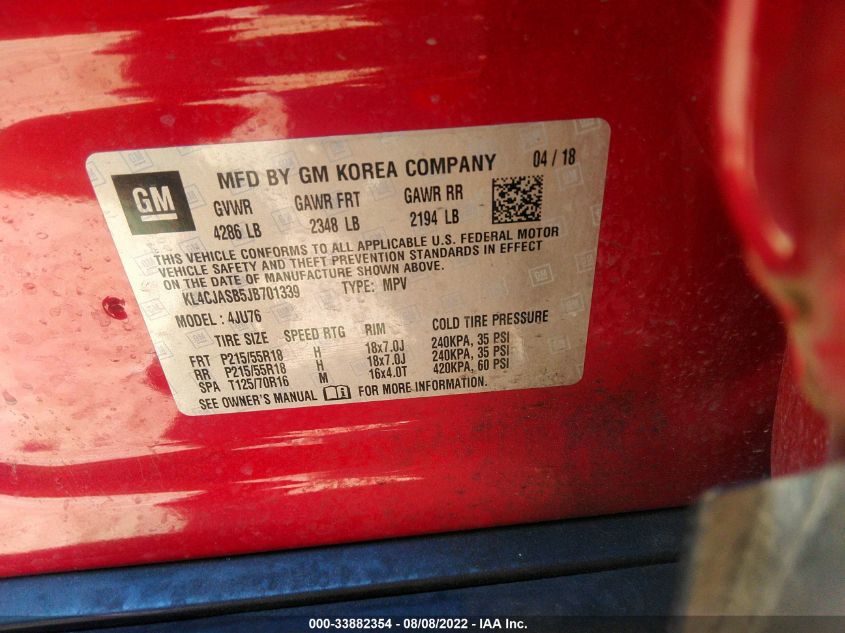 GM
MFD BY GM KOREA COMPANY 04 / 18
GVWR GAWR FRT GAWR RR
4286 LB 2348 LB 2194 LB
THIS VEHICLE CONFORMS TO ALL APPLICABLE U.S. FEDERAL MOTOR
VEHICLE SAFETY AND THEFT PREVENTION STANDARDS IN EFFECT
ON THE DATE OF MANUFACTURE SHOWN ABOVE.
KL4CJASB5JB701339 TYPE: MPV
MODEL: 4JU76
TIRE SIZE SPEED RTG RIM COLD TIRE PRESSURE
FRT P215/55R18 H 18x7.0J 240KPA, 35 PSI
RR P215/55R18 H 18x7.0J 240KPA, 35 PSI
SPA T125/70R16 M 16x4.0T 420KPA, 60 PSI
SEE OWNER'S MANUAL FOR MORE INFORMATION.
000-33882354 - 08/08/2022 - IAA Inc.